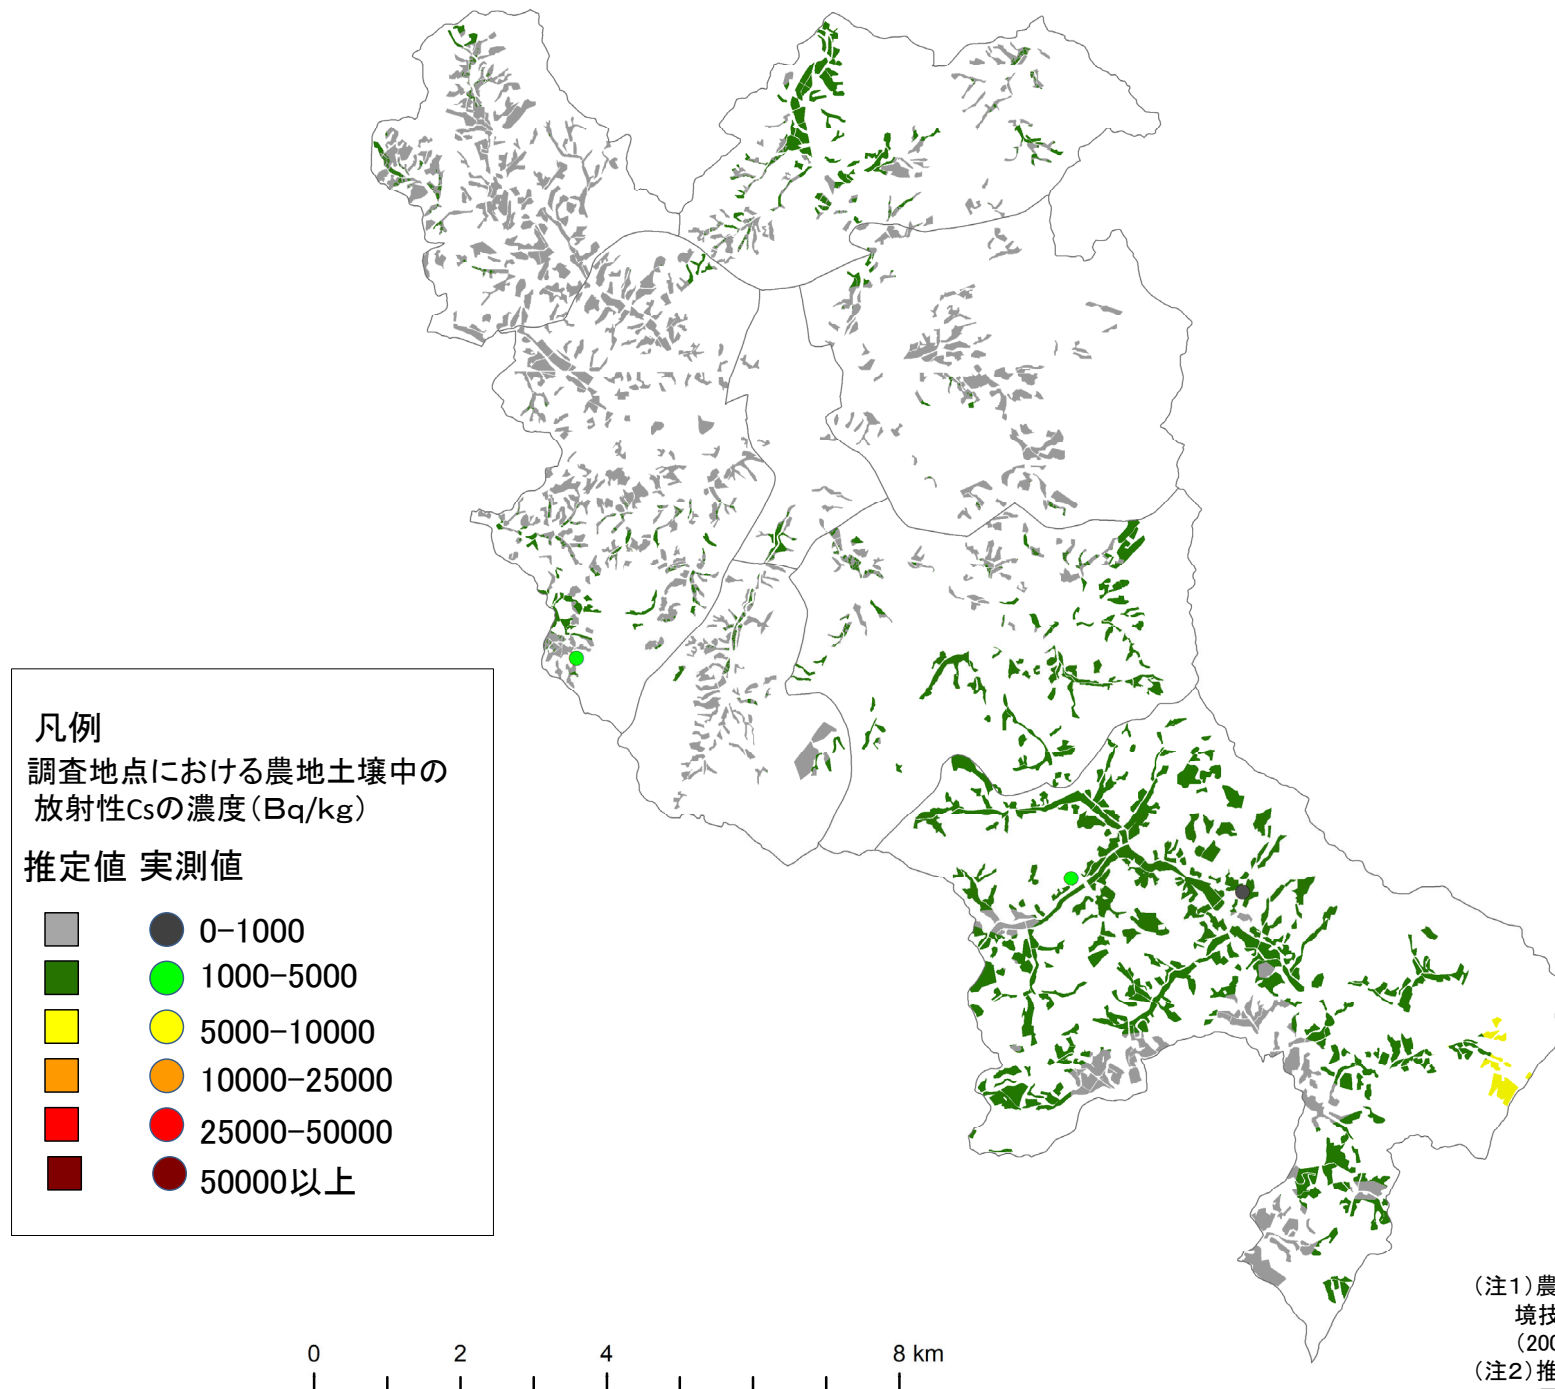 凡例
調査地点における農地土壌中の
放射性Csの濃度(Bq/kg)
推定値 実測値
0-1000
1000-5000
5000-10000
10000-25000
25000-50000
50000以上
0 2 4 8 km
(注1)農
境技
(200
(注2)推